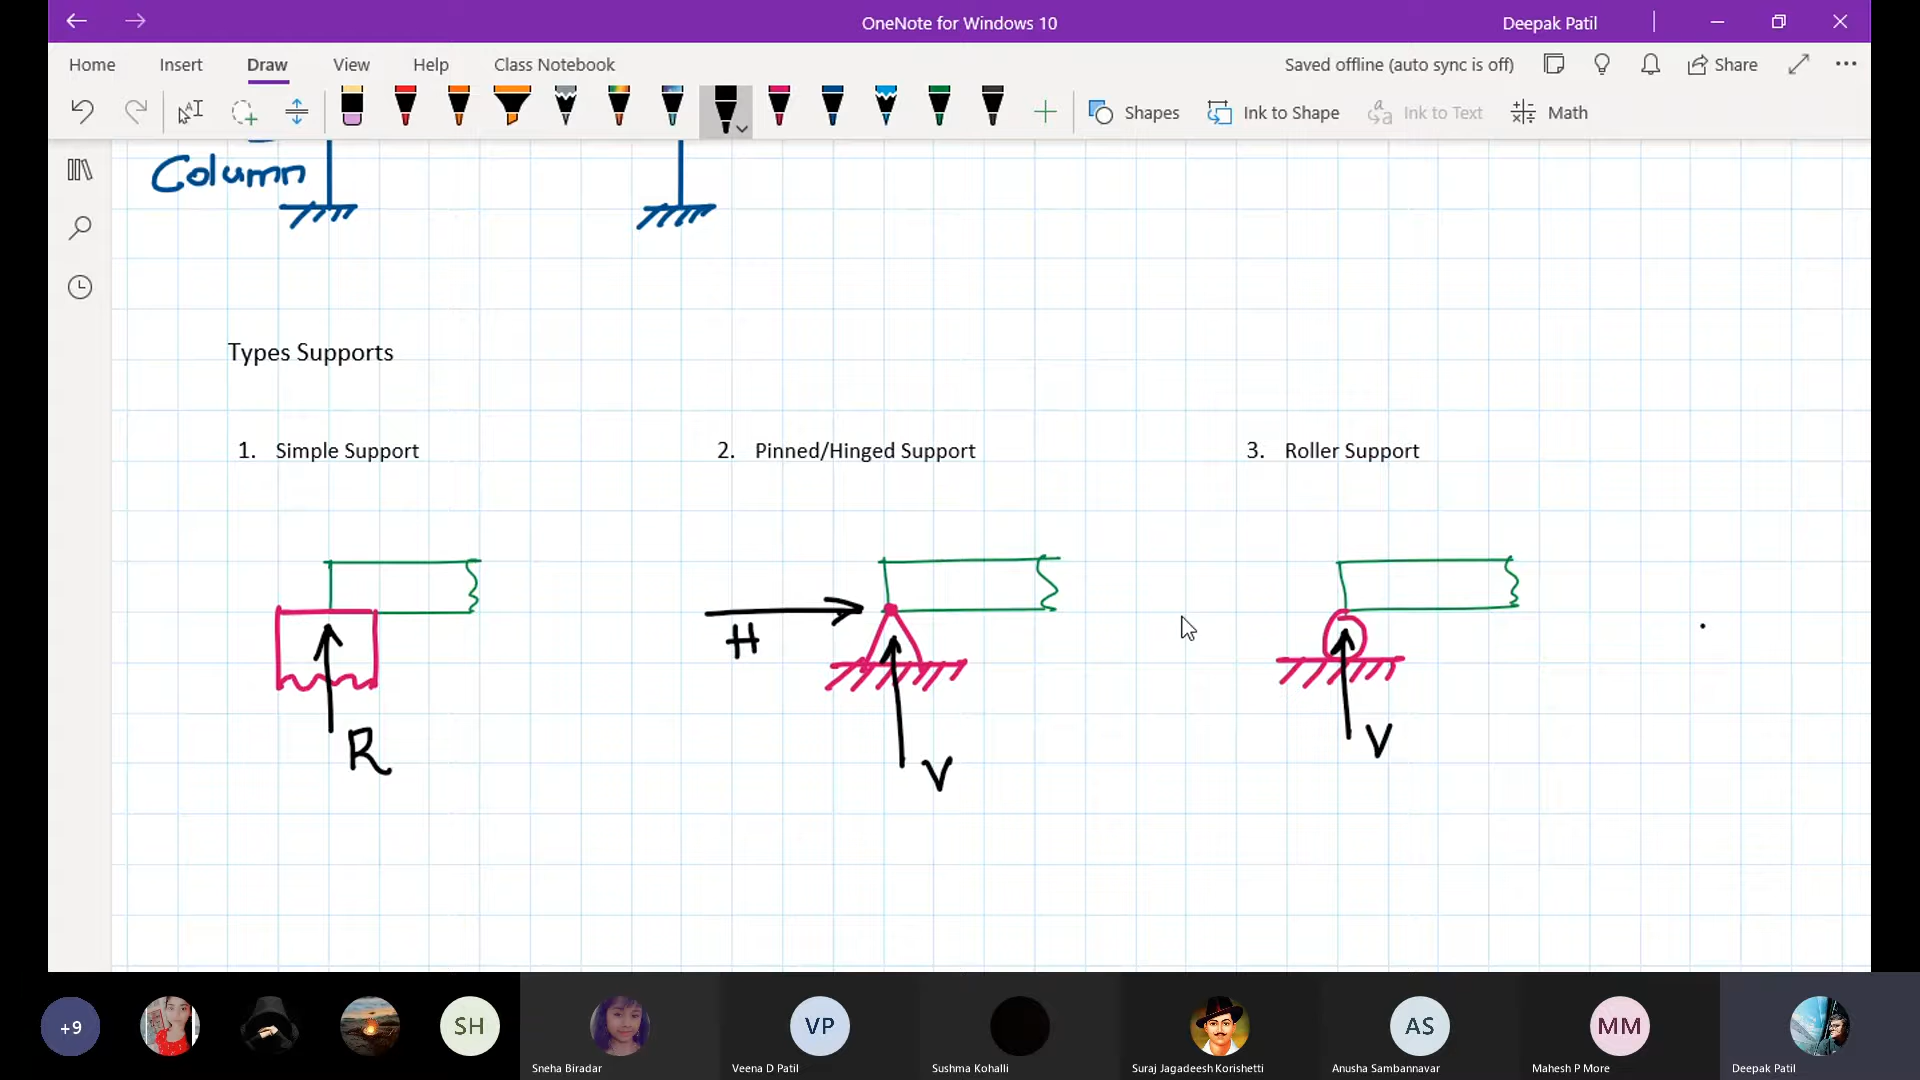 OneNote for Windows 10
Deepak Patil
Home Insert Draw View Help Class Notebook
Saved offline (auto sync is off)
Share
Shapes Ink to Shape Ink to Text Math
Column
Types Supports
1. Simple Support
2. Pinned/Hinged Support
3. Roller Support
H
R
V
V
+9
SH
VP
AS
MM
Sneha Biradar
Veena D Patil
Sushma Kohalli
Suraj Jagadeesh Korishetti
Anusha Sambannavar
Mahesh P More
Deepak Patil